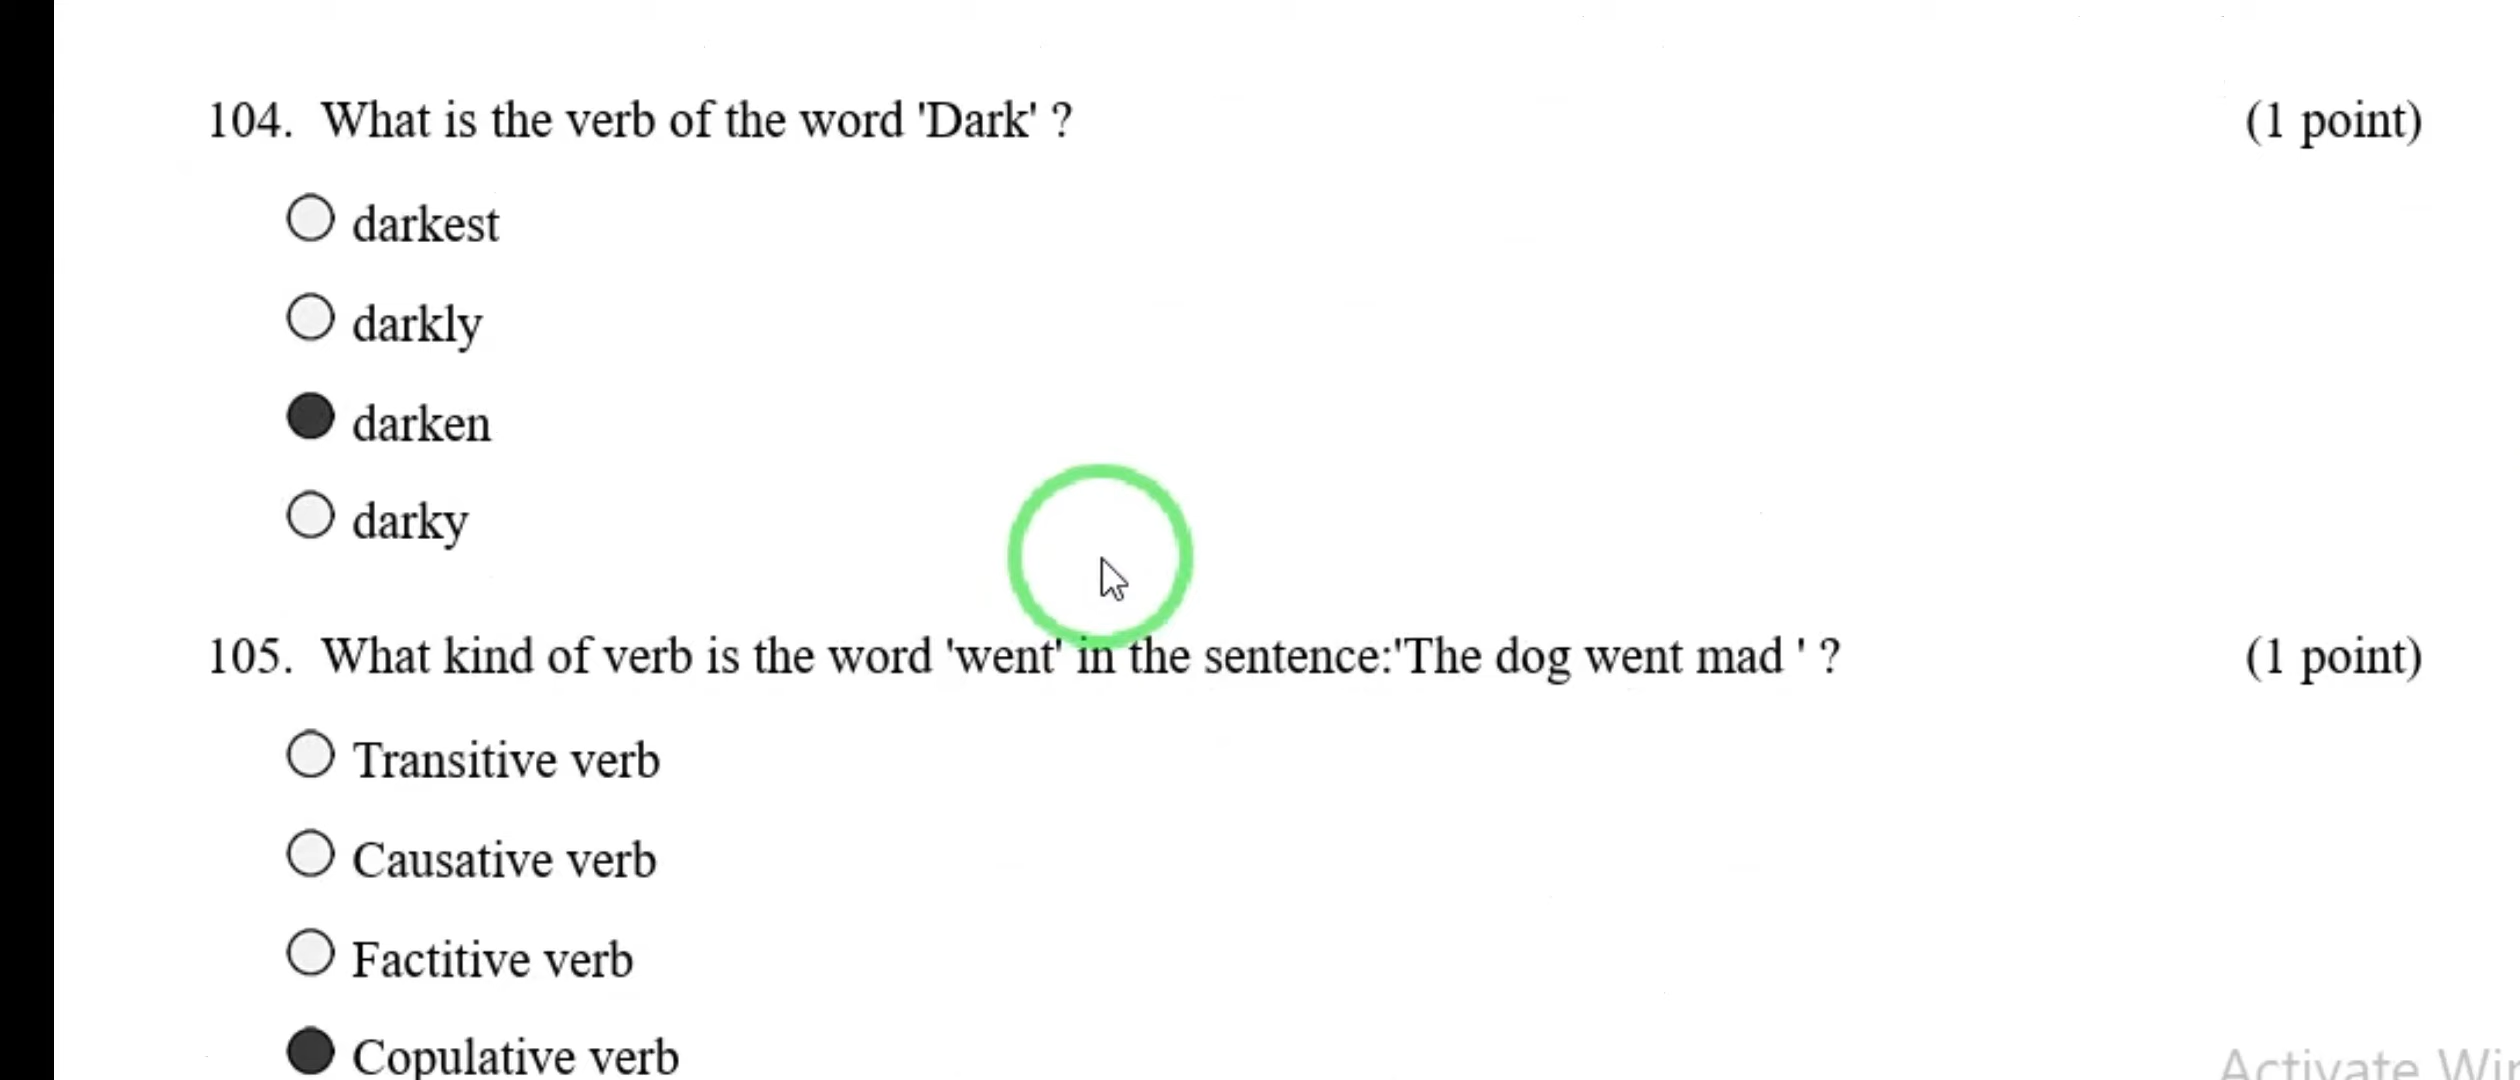 104. What is the verb of the word 'Dark' ? (1 point)
darkest
darkly
darken
darky
105. What kind of verb is the word 'went' in the sentence:'The dog went mad ' ? (1 point)
Transitive verb
Causative verb
Factitive verb
Copulative verb
Activate